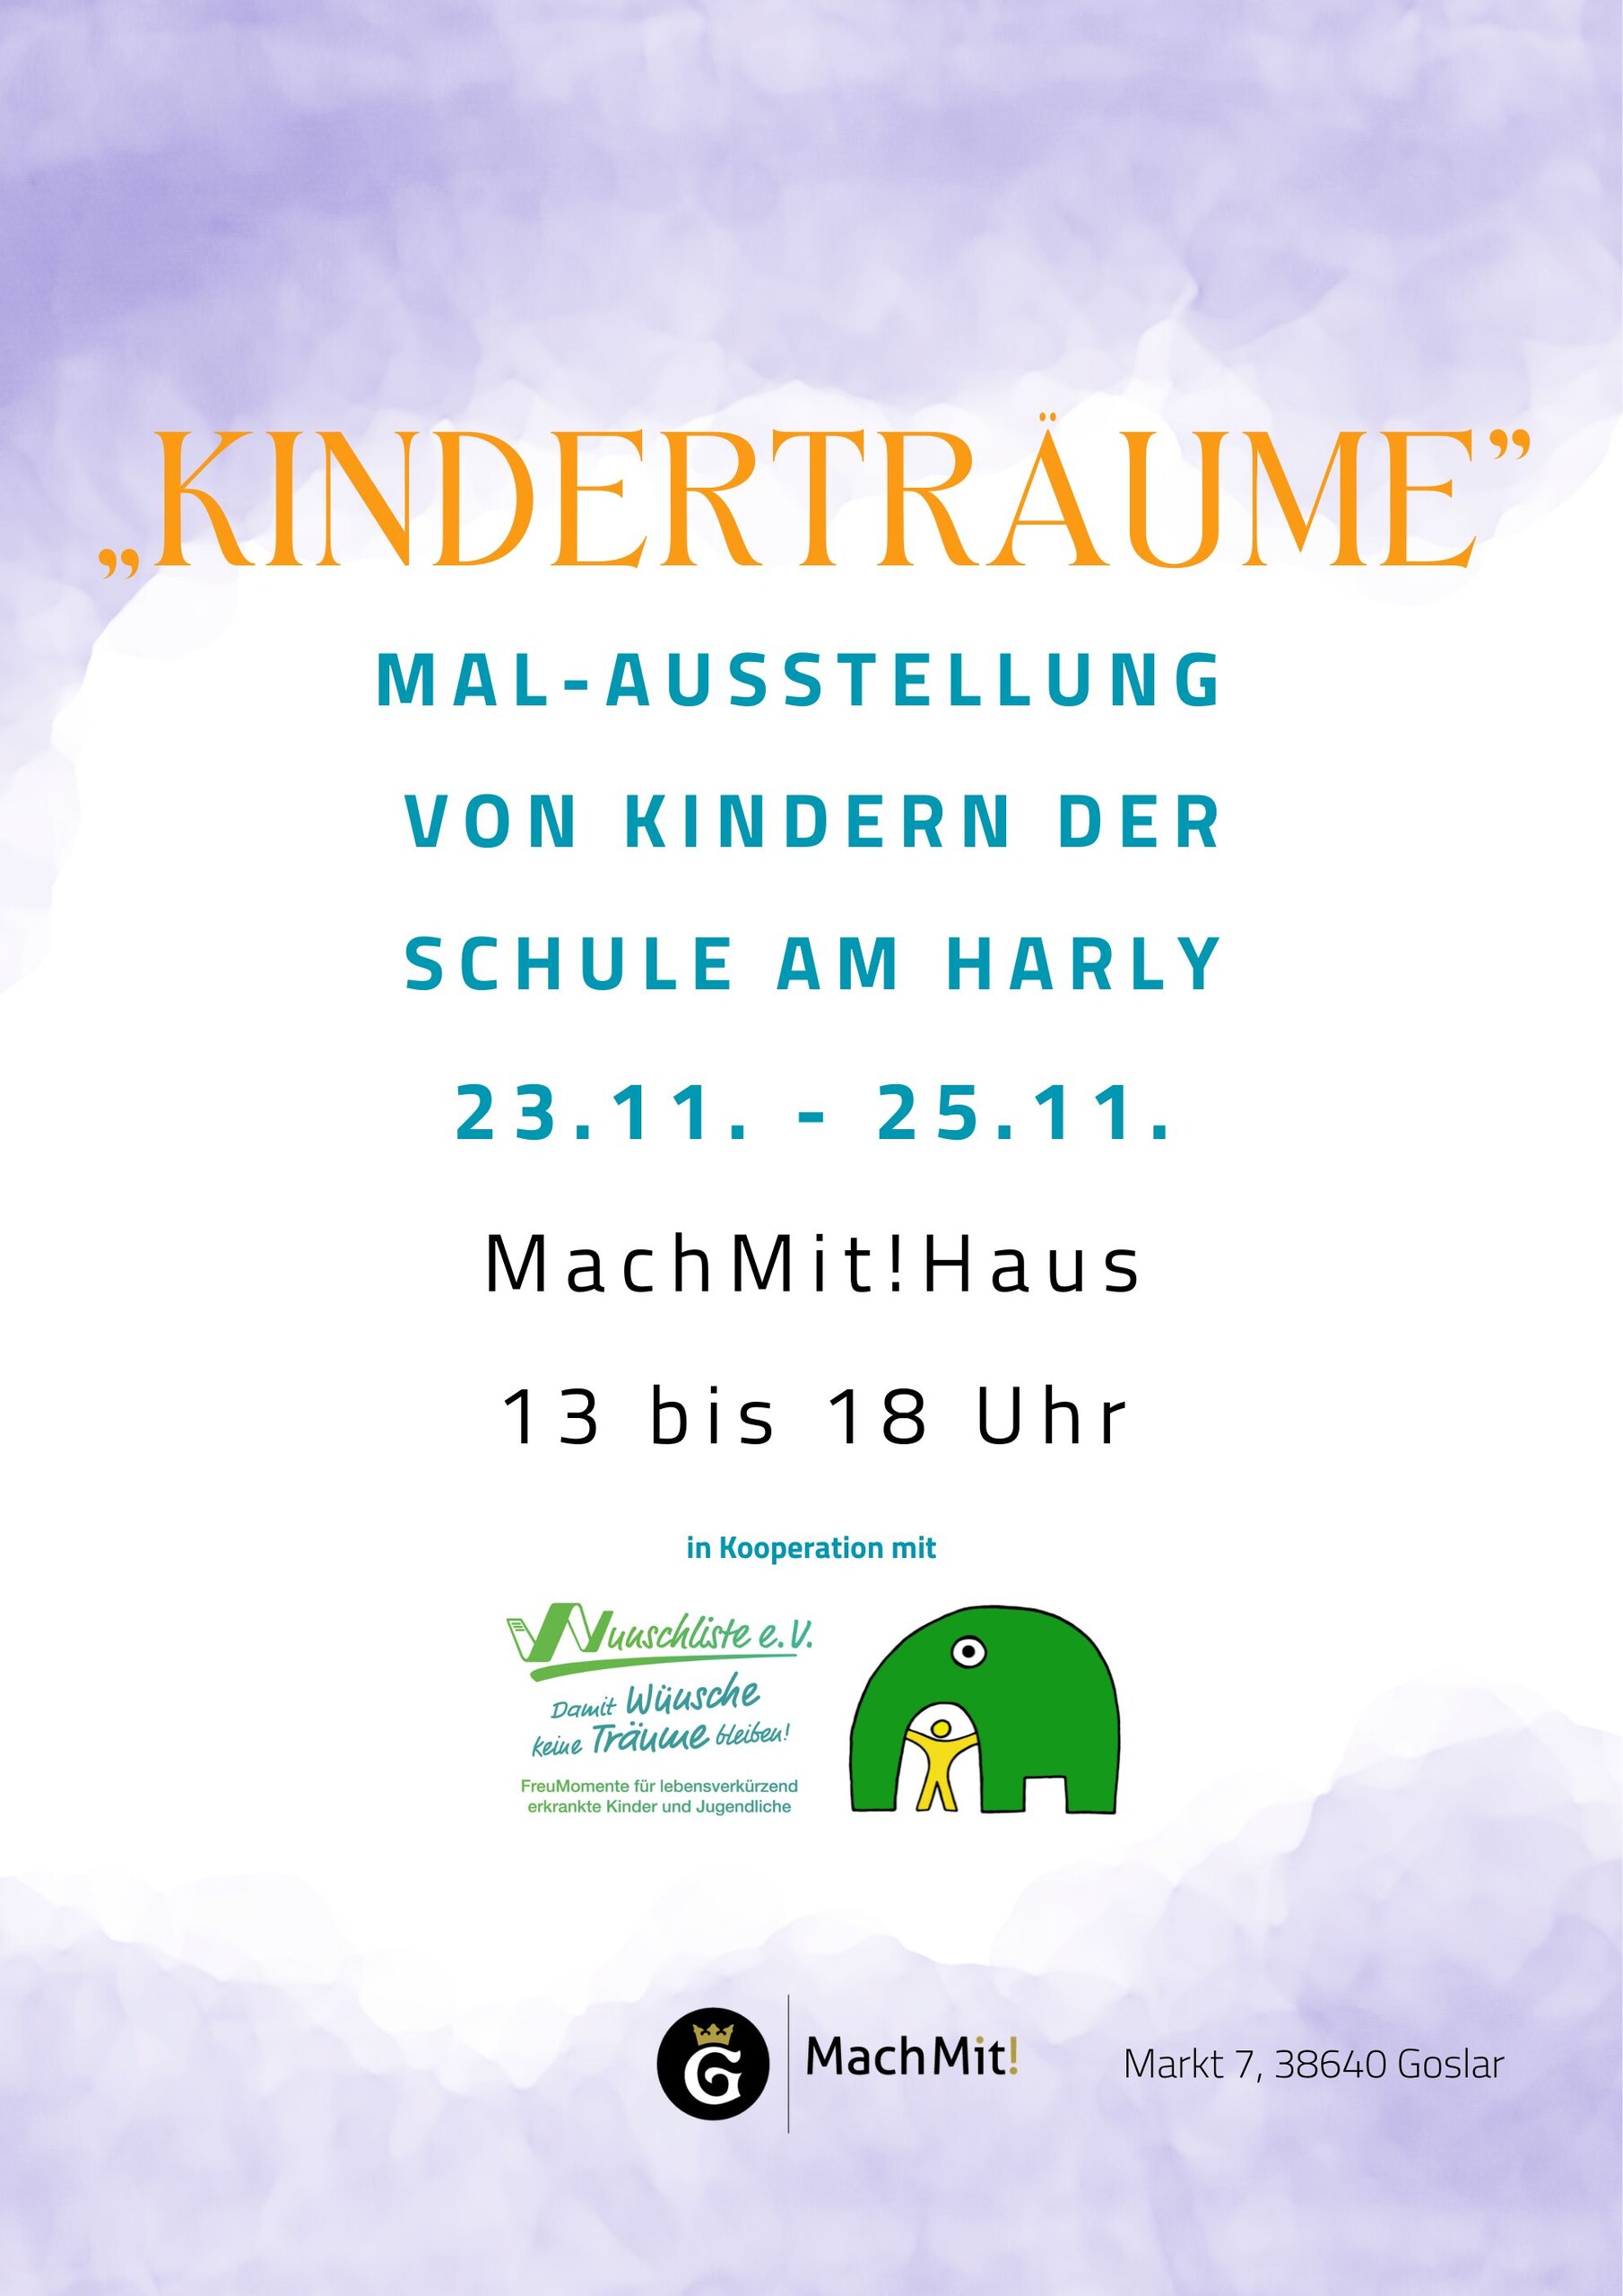 „KINDERTRÄUME”
MAL-AUSSTELLUNG
VON KINDERN DER
SCHULE AM HARLY
23.11. - 25.11.
MachMit!Haus
13 bis 18 Uhr
in Kooperation mit
Wunschliste e.V.
Damit Wünsche
keine Träume bleiben!
FreuMomente für lebensverkürzend
erkrankte Kinder und Jugendliche
G
MachMit!
Markt 7, 38640 Goslar